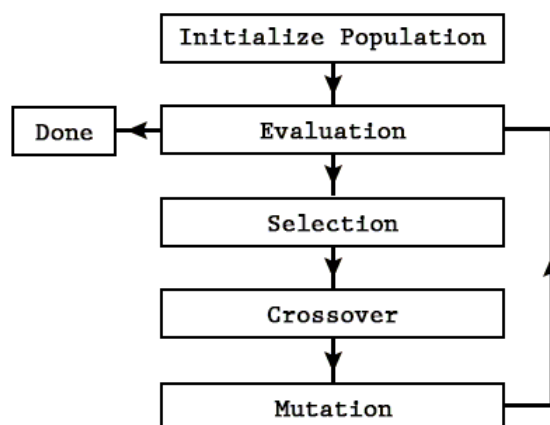 Initialize Population
Done
Evaluation
Selection
Crossover
Mutation